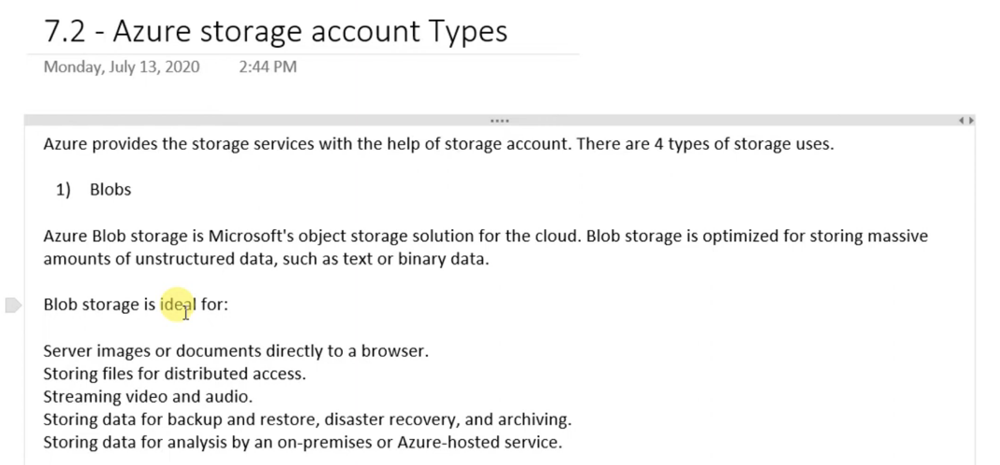 7.2 - Azure storage account Types
Monday, July 13, 2020 2:44 PM
Azure provides the storage services with the help of storage account. There are 4 types of storage uses.
1) Blobs
Azure Blob storage is Microsoft's object storage solution for the cloud. Blob storage is optimized for storing massive
amounts of unstructured data, such as text or binary data.
Blob storage is ideal for:
Server images or documents directly to a browser.
Storing files for distributed access.
Streaming video and audio.
Storing data for backup and restore, disaster recovery, and archiving.
Storing data for analysis by an on-premises or Azure-hosted service.